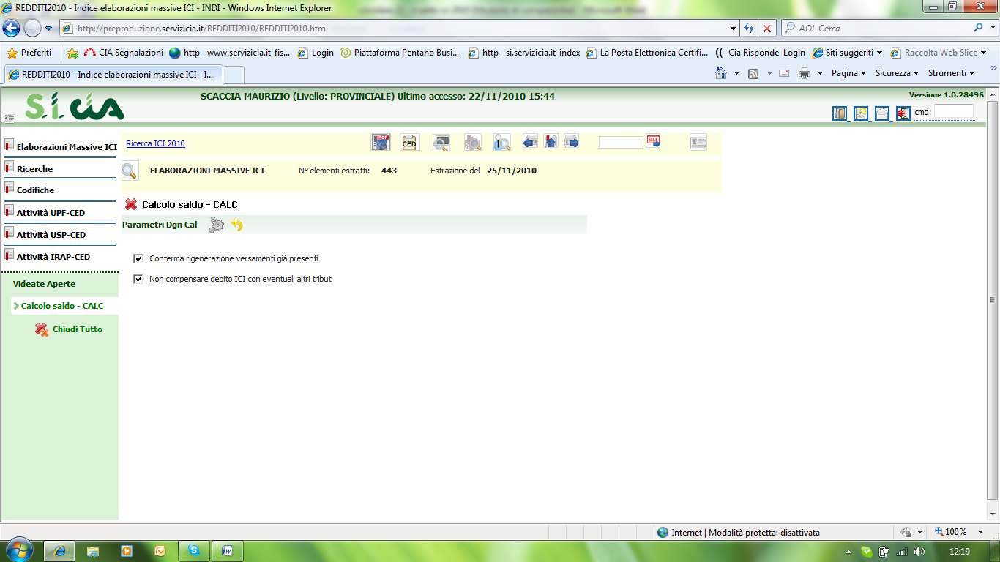 REDDITI2010 - Indice elaborazioni massive ICI - INDI - Windows Internet Explorer
http://preproduzione.servizicia.it/REDDITI2010/REDDITI2010.htm
AOL Cerca
Preferiti CIA Segnalazioni http--www.servizicia.it-fis... Login Piattaforma Pentaho Busi... http--si.servizicia.it-index La Posta Elettronica Certifi... Cia Risponde Login Siti suggeriti Raccolta Web Slice
REDDITI2010 - Indice elaborazioni massive ICI - I...
Pagina Sicurezza Strumenti
S.i. CIA
SCACCIA MAURIZIO (Livello: PROVINCIALE) Ultimo accesso: 22/11/2010 15:44
Versione 1.0.28496
cmd:
Elaborazioni Massive ICI
Ricerche
Codifiche
Attività UPF-CED
Attività USP-CED
Attività IRAP-CED
Videate Aperte
Calcolo saldo - CALC
Chiudi Tutto
Ricerca ICI 2010
CED
ELABORAZIONI MASSIVE ICI N° elementi estratti: 443 Estrazione del 25/11/2010
Calcolo saldo - CALC
Parametri Dgn Cal
Conferma rigenerazione versamenti già presenti
Non compensare debito ICI con eventuali altri tributi
Internet | Modalità protetta: disattivata
100%
12:19